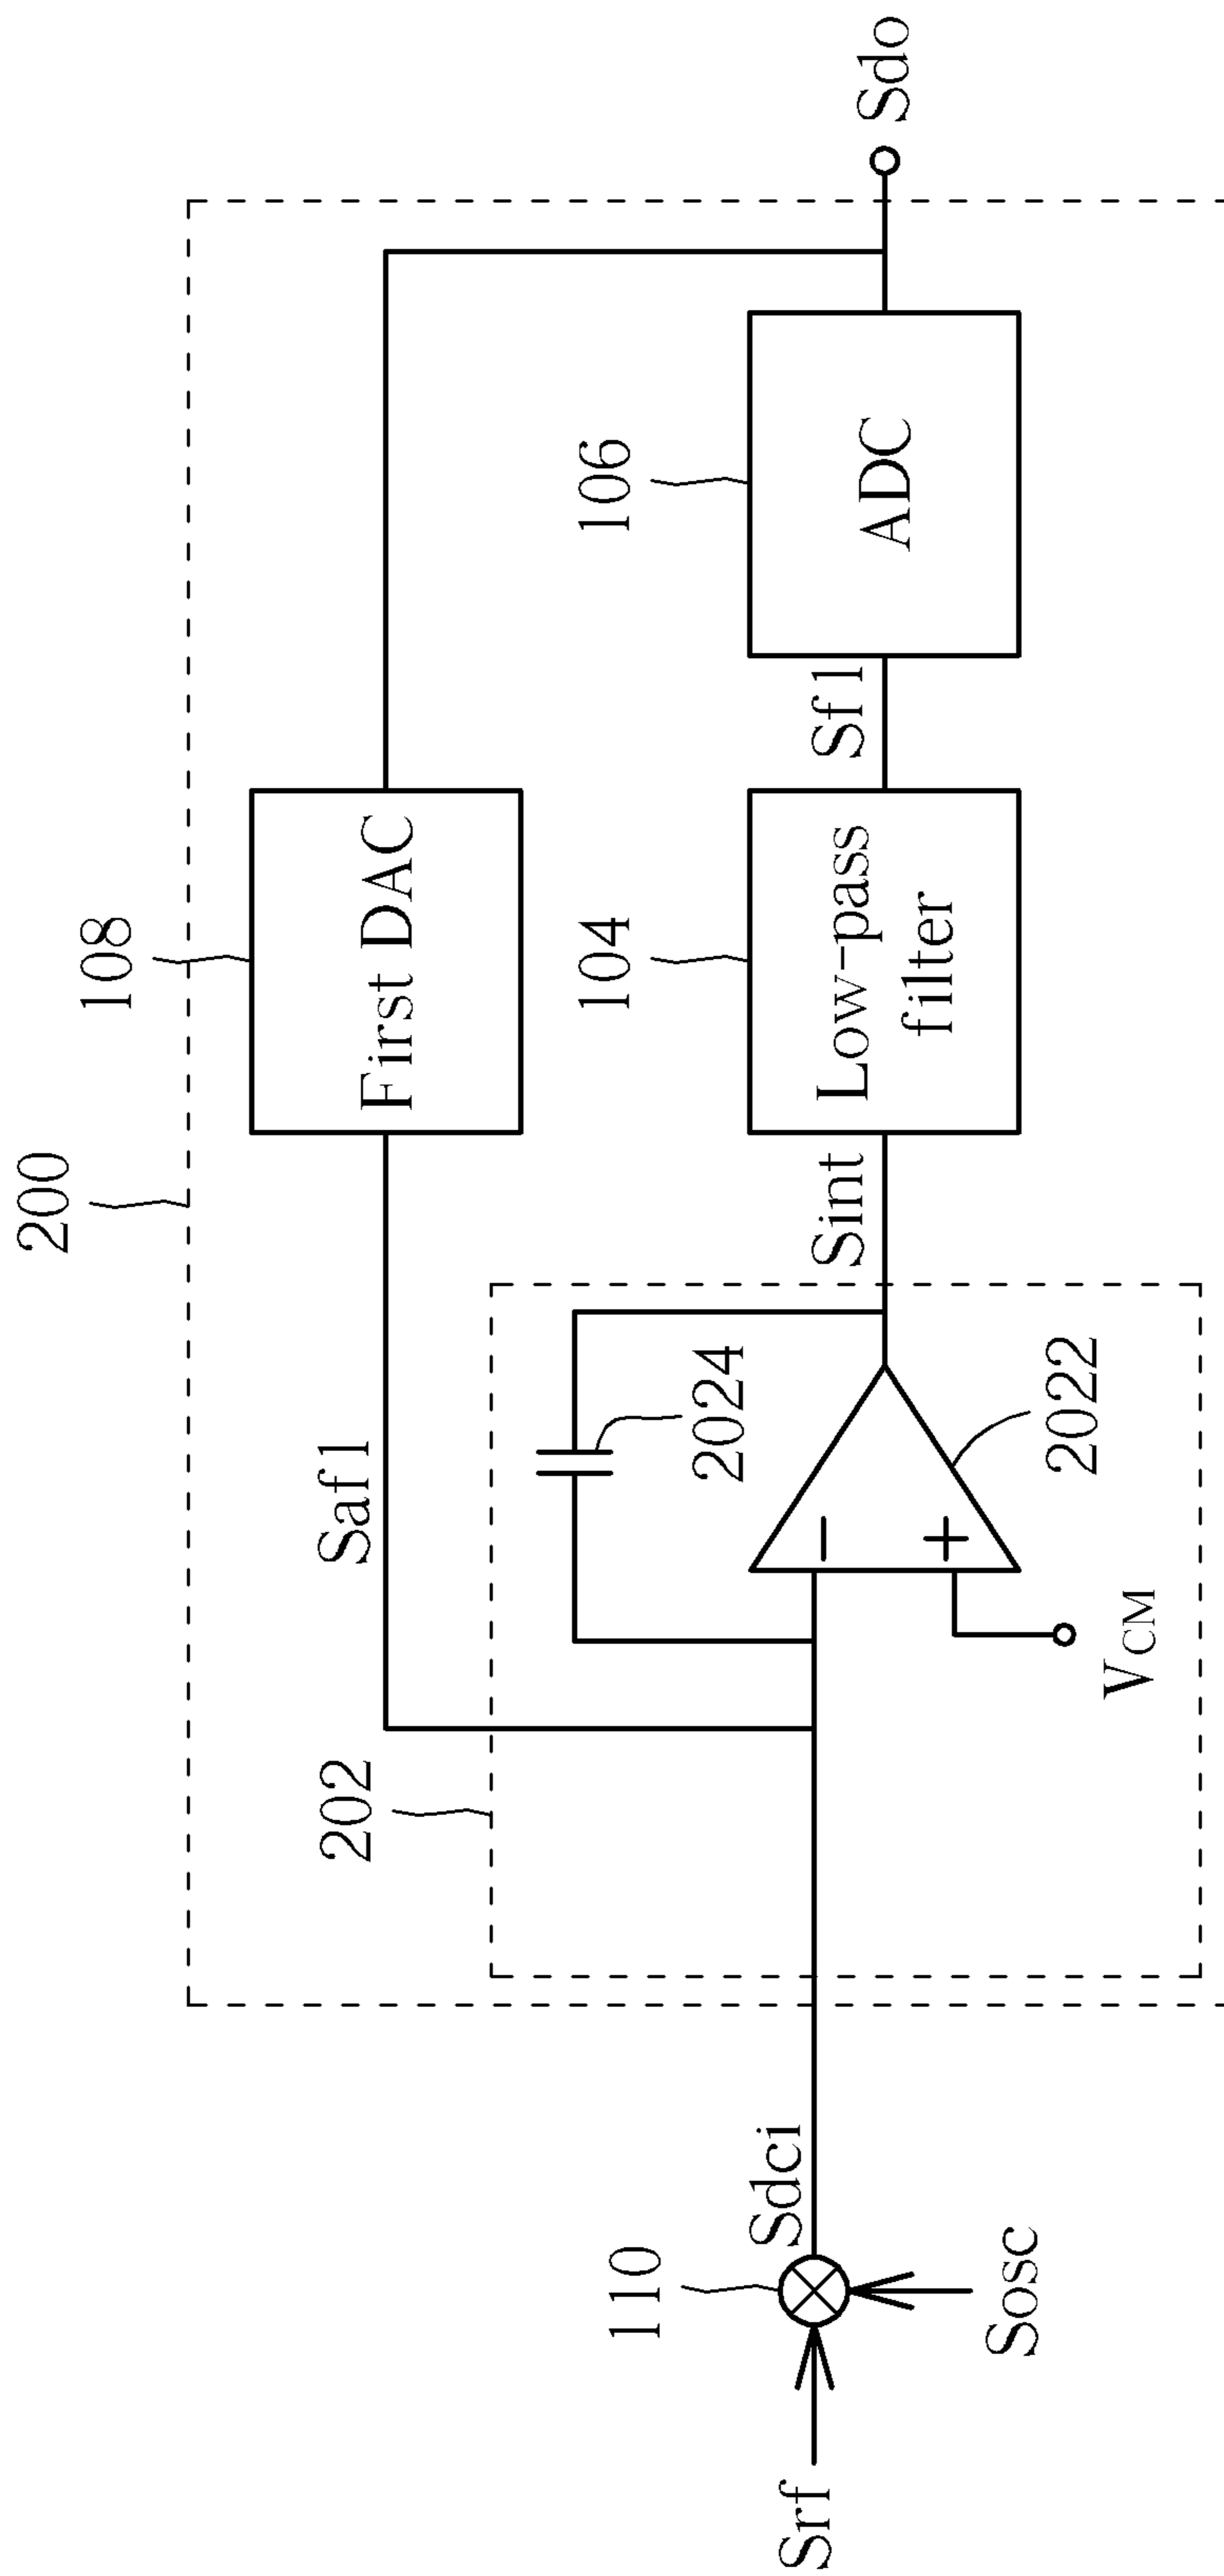 200
108
First DAC
Saf1
202
106
104
2024
Srf
110
Sdci
Sosc
−
+
2022
VCM
Sint
Low-pass
filter
Sf1
ADC
Sdo